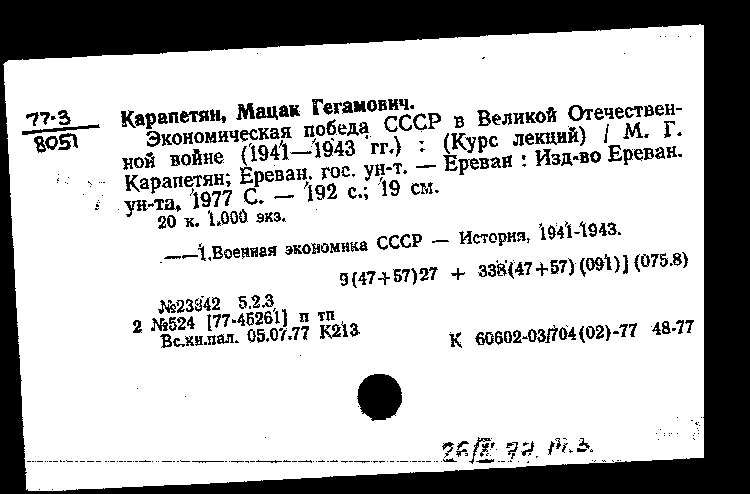 77-3
8051
Карапетян, Мацак Гегамович.
Экономическая победа СССР в Великой Отечествен-
ной войне (1941—1943 гг.) : (Курс лекций) / М. Г.
Карапетян; Ереван. гос. ун-т. — Ереван : Изд-во Ереван.
ун-та, 1977 С. — 192 с.; 19 см.
20 к. 1.000 экз.
——1.Военная экономика СССР — История, 1941-1943.
9(47+57)27 + 338(47+57)(091)](075.8)
№23842 5.2.3
2 №524 [77-45261] п тп
Вс.кн.пал. 05.07.77 К213
К 60602-03/704(02)-77 48-77
77.